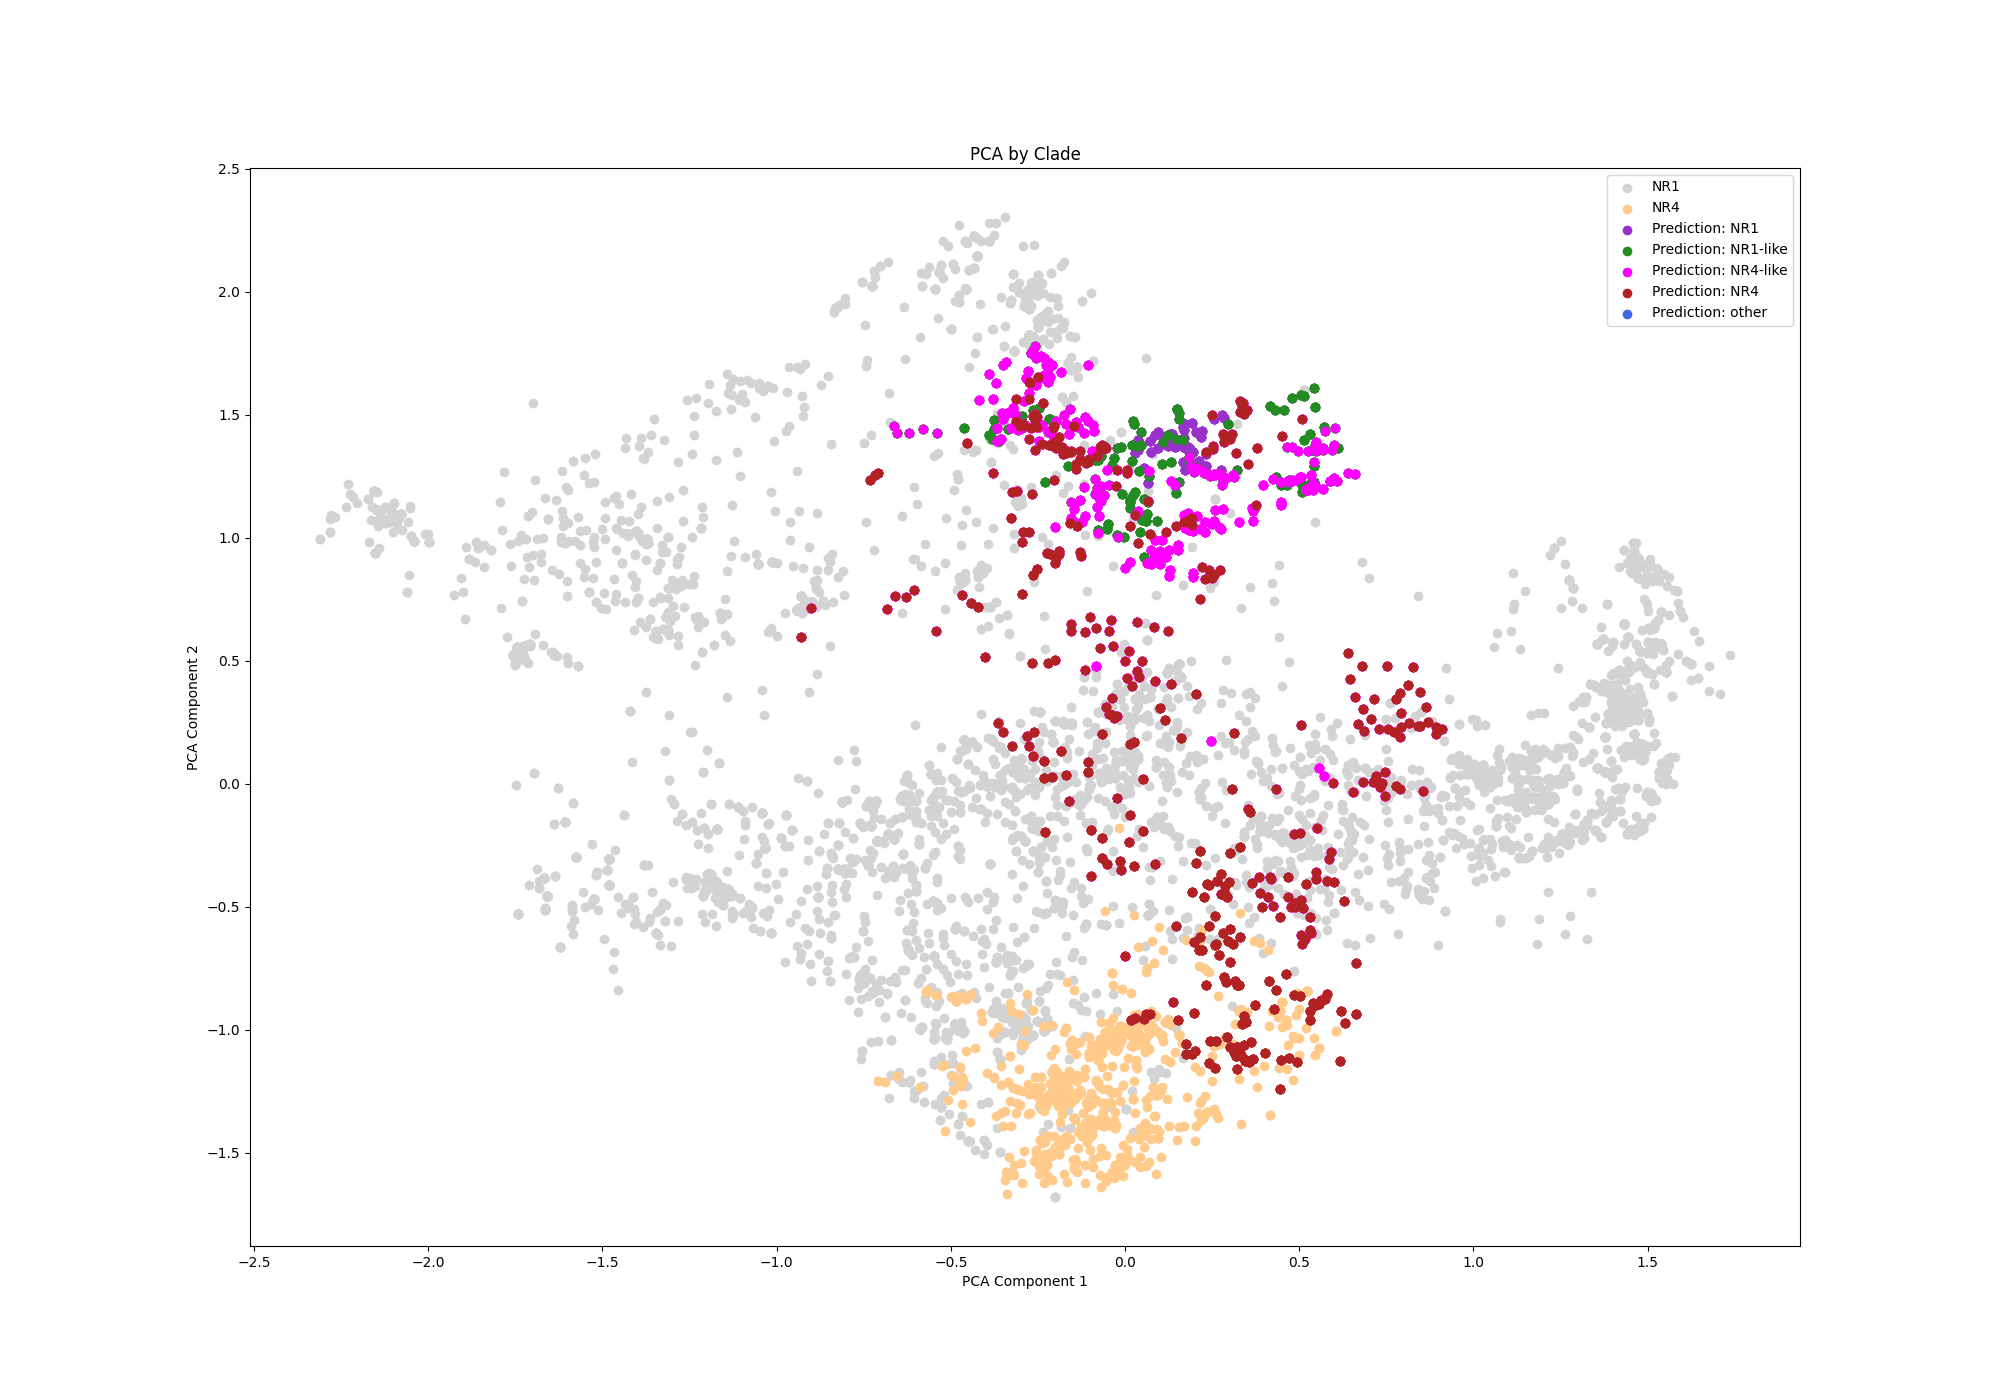 PCA by Clade
2.5
2.0
1.5
1.0
0.5
0.0
−0.5
−1.0
−1.5
PCA Component 2
NR1
NR4
Prediction: NR1
Prediction: NR1-like
Prediction: NR4-like
Prediction: NR4
Prediction: other
−2.5 −2.0 −1.5 −1.0 −0.5 0.0 0.5 1.0 1.5
PCA Component 1